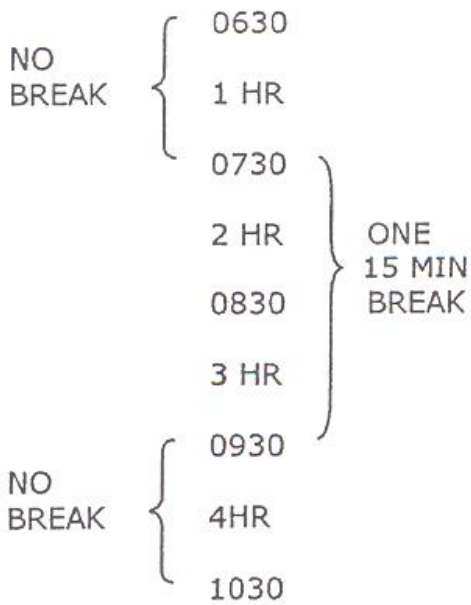 0630
NO
BREAK
1 HR
0730
2 HR
ONE
15 MIN
BREAK
0830
3 HR
0930
NO
BREAK
4HR
1030